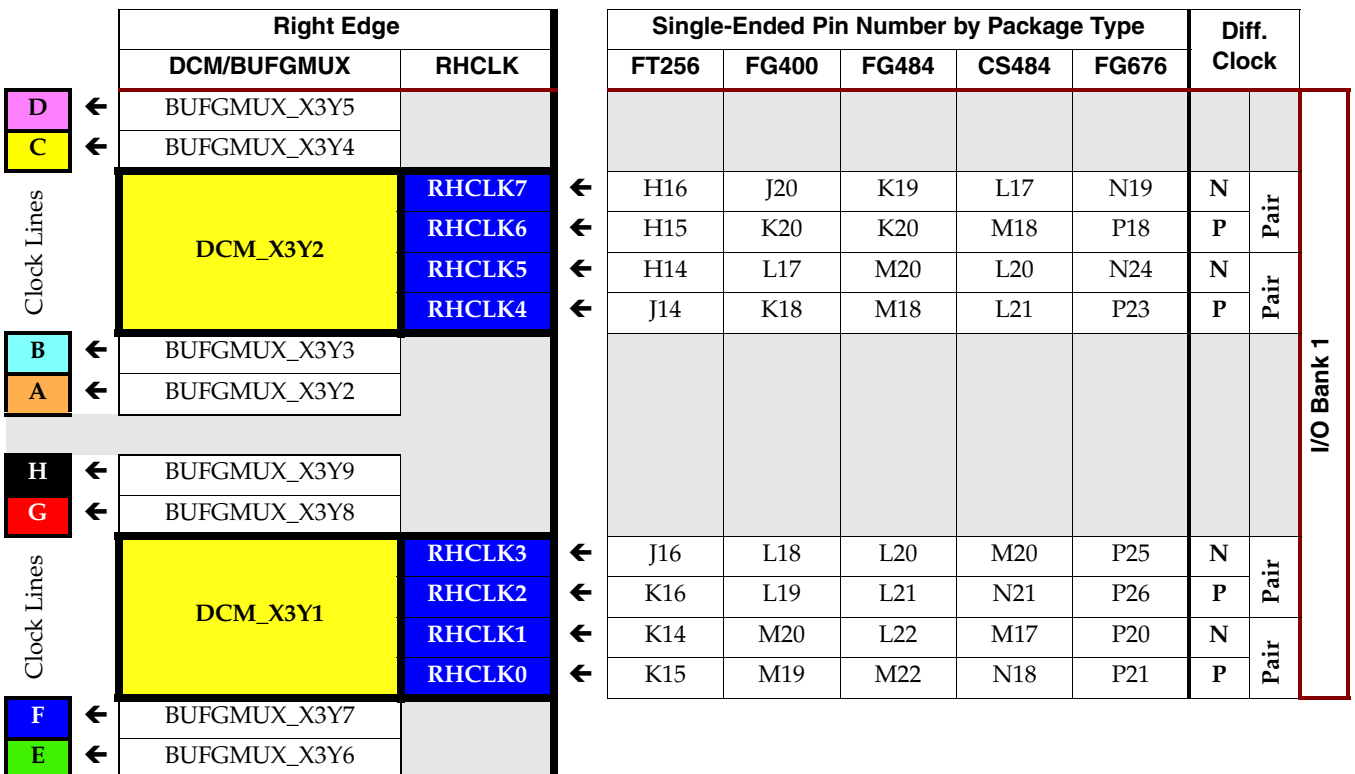 Right Edge Single-Ended Pin Number by Package Type Diff. Clock
DCM/BUFGMUX RHCLK FT256 FG400 FG484 CS484 FG676
D ← BUFGMUX_X3Y5
C ← BUFGMUX_X3Y4
Clock Lines
DCM_X3Y2
RHCLK7 ← H16 J20 K19 L17 N19 N
RHCLK6 ← H15 K20 K20 M18 P18 P
Pair
RHCLK5 ← H14 L17 M20 L20 N24 N
RHCLK4 ← J14 K18 M18 L21 P23 P
Pair
B ← BUFGMUX_X3Y3
A ← BUFGMUX_X3Y2
I/O Bank 1
H ← BUFGMUX_X3Y9
G ← BUFGMUX_X3Y8
Clock Lines
DCM_X3Y1
RHCLK3 ← J16 L18 L20 M20 P25 N
RHCLK2 ← K16 L19 L21 N21 P26 P
Pair
RHCLK1 ← K14 M20 L22 M17 P20 N
RHCLK0 ← K15 M19 M22 N18 P21 P
Pair
F ← BUFGMUX_X3Y7
E ← BUFGMUX_X3Y6